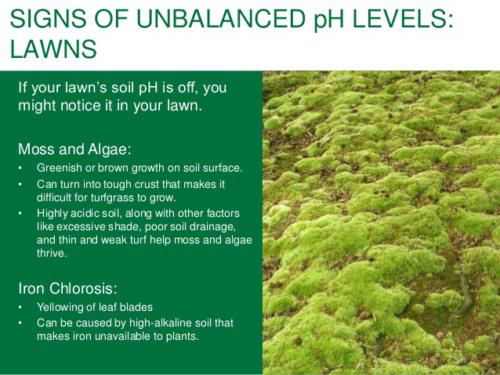 SIGNS OF UNBALANCED pH LEVELS:
LAWNS
If your lawn's soil pH is off, you
might notice it in your lawn.
Moss and Algae:
• Greenish or brown growth on soil surface.
• Can turn into tough crust that makes it
difficult for turfgrass to grow.
• Highly acidic soil, along with other factors
like excessive shade, poor soil drainage,
and thin and weak turf help moss and algae
thrive.
Iron Chlorosis:
• Yellowing of leaf blades
• Can be caused by high-alkaline soil that
makes iron unavailable to plants.